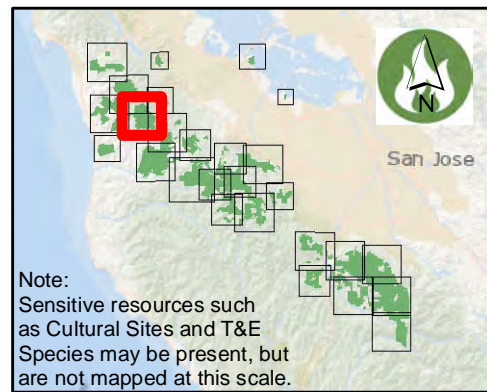 N
San Jose
Note:
Sensitive resources such
as Cultural Sites and T&E
Species may be present, but
are not mapped at this scale.